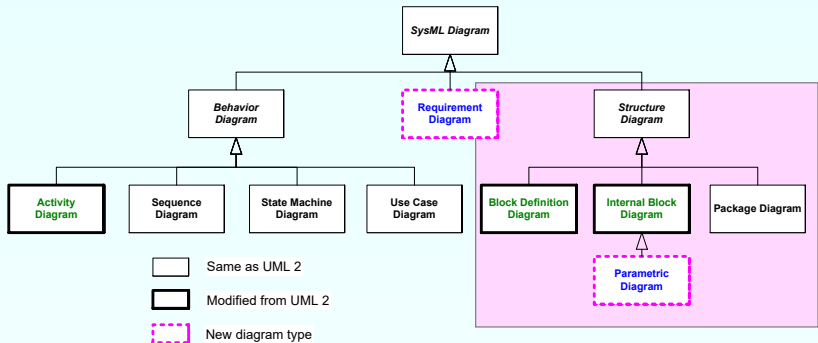 SysML Diagram
Behavior
Diagram
Requirement
Diagram
Structure
Diagram
Activity
Diagram
Sequence
Diagram
State Machine
Diagram
Use Case
Diagram
Block Definition
Diagram
Internal Block
Diagram
Package Diagram
Parametric
Diagram
Same as UML 2
Modified from UML 2
New diagram type